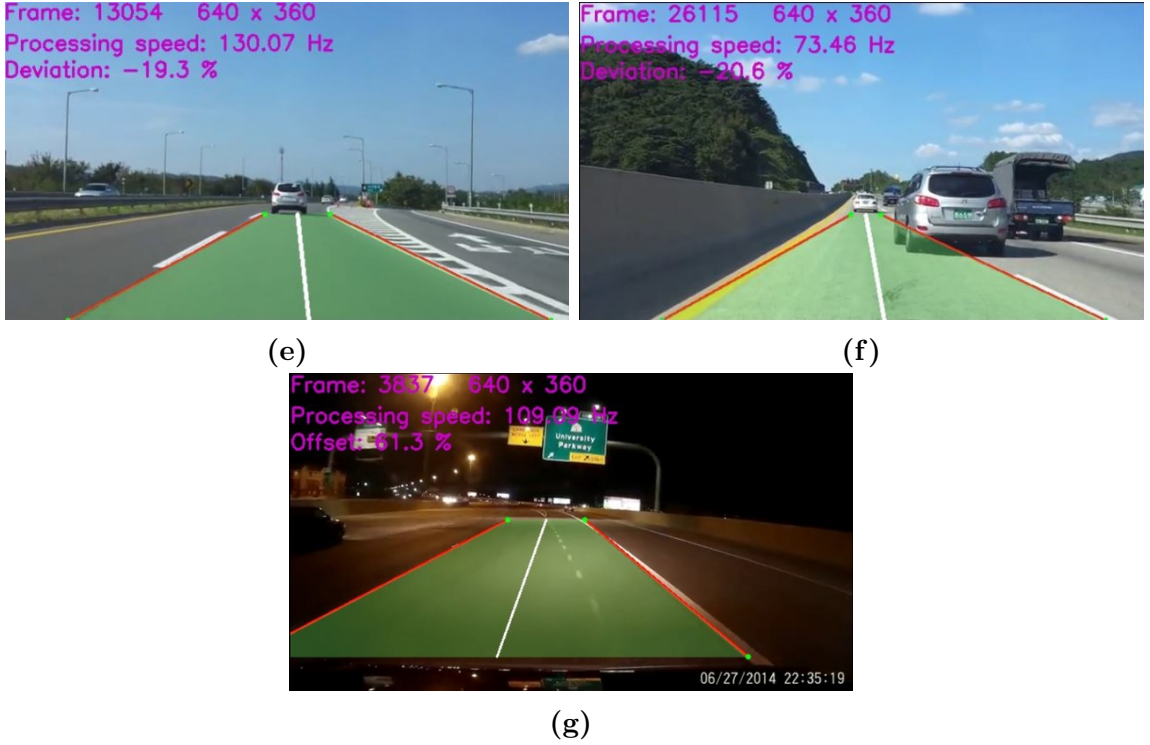 Frame: 13054 640 x 360
Processing speed: 130.07 Hz
Deviation: -19.3 %
(e)
Frame: 26115 640 x 360
Processing speed: 73.46 Hz
Deviation: -20.6 %
(f)
Frame: 3837 640 x 360
Processing speed: 109.09 Hz
Offset: 61.3 %
University
Parkway
06/27/2014 22:35:19
(g)